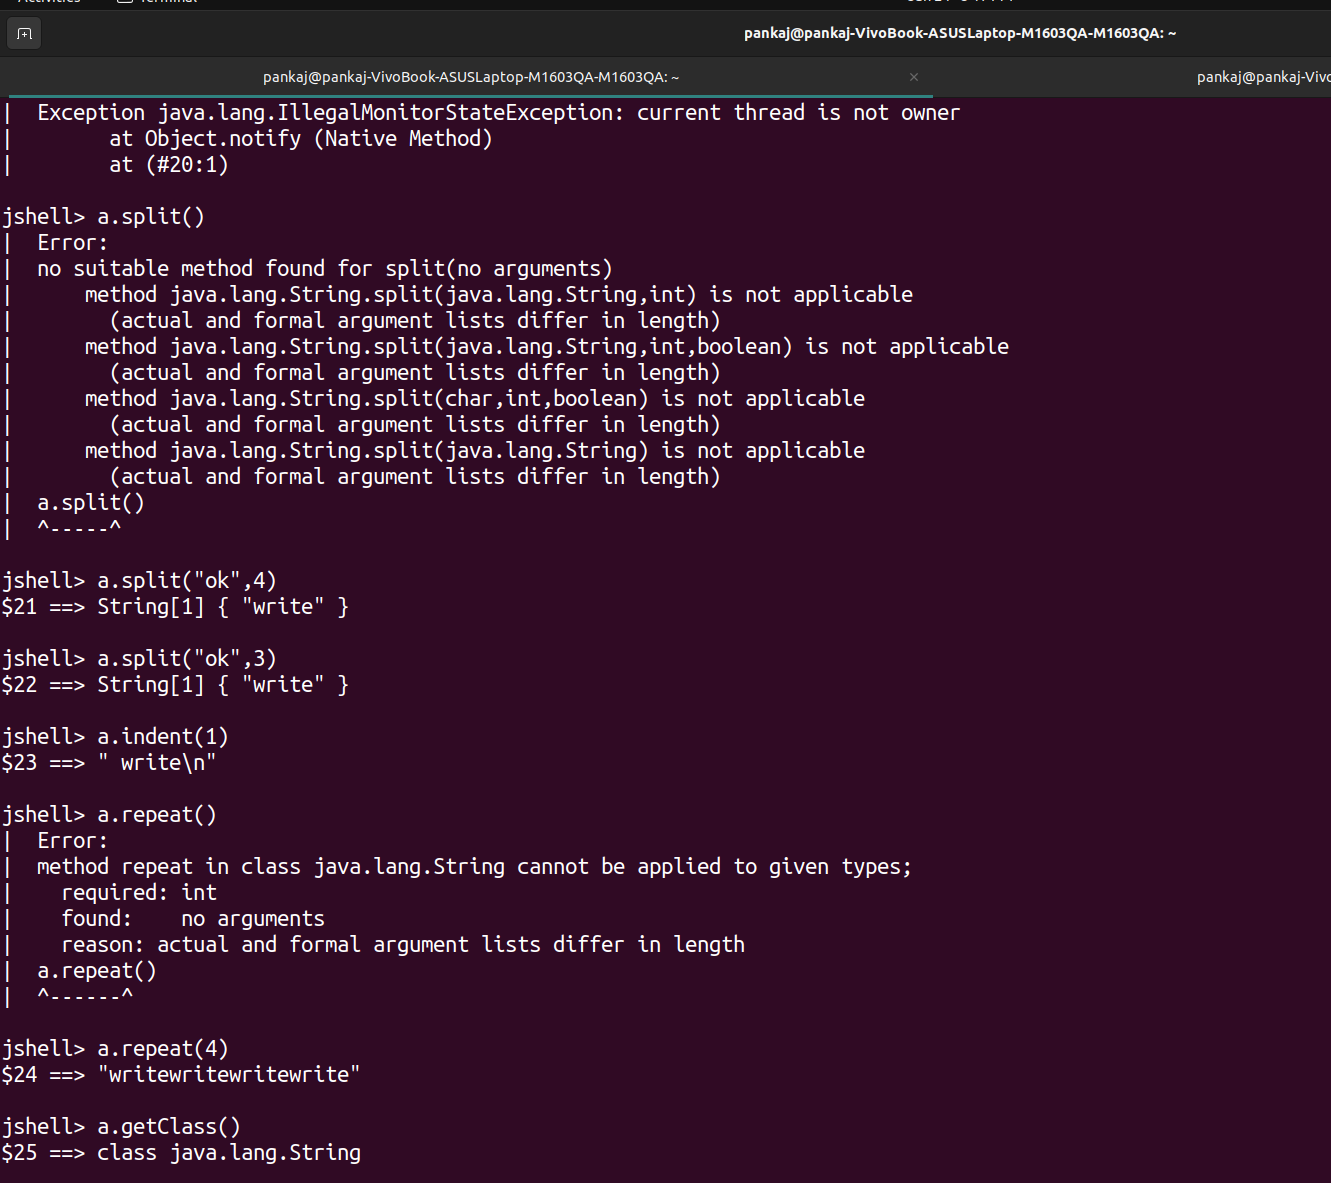 pankaj@pankaj-VivoBook-ASUSLaptop-M1603QA-M1603QA: ~
pankaj@pankaj-VivoBook-ASUSLaptop-M1603QA-M1603QA: ~ × pankaj@pankaj-Vivo
|  Exception java.lang.IllegalMonitorStateException: current thread is not owner
|        at Object.notify (Native Method)
|        at (#20:1)
jshell> a.split()
|  Error:
|  no suitable method found for split(no arguments)
|      method java.lang.String.split(java.lang.String,int) is not applicable
|        (actual and formal argument lists differ in length)
|      method java.lang.String.split(java.lang.String,int,boolean) is not applicable
|        (actual and formal argument lists differ in length)
|      method java.lang.String.split(char,int,boolean) is not applicable
|        (actual and formal argument lists differ in length)
|      method java.lang.String.split(java.lang.String) is not applicable
|        (actual and formal argument lists differ in length)
|  a.split()
|  ^-----^
jshell> a.split("ok",4)
$21 ==> String[1] { "write" }
jshell> a.split("ok",3)
$22 ==> String[1] { "write" }
jshell> a.indent(1)
$23 ==> " write\n"
jshell> a.repeat()
|  Error:
|  method repeat in class java.lang.String cannot be applied to given types;
|    required: int
|    found:    no arguments
|    reason: actual and formal argument lists differ in length
|  a.repeat()
|  ^------^
jshell> a.repeat(4)
$24 ==> "writewritewritewrite"
jshell> a.getClass()
$25 ==> class java.lang.String